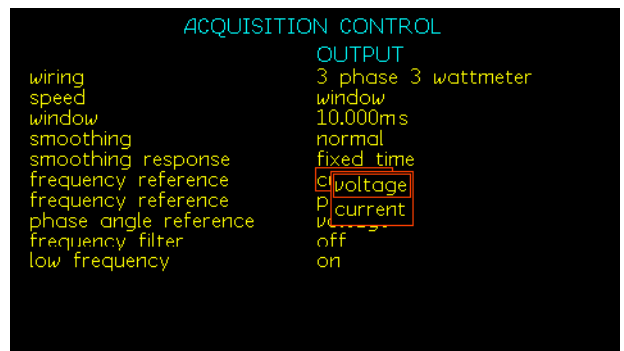 ACQUISITION CONTROL
OUTPUT
wiring 3 phase 3 wattmeter
speed window
window 10.000ms
smoothing normal
smoothing response fixed time
frequency reference voltage
frequency reference current
phase angle reference
frequency filter off
low frequency on